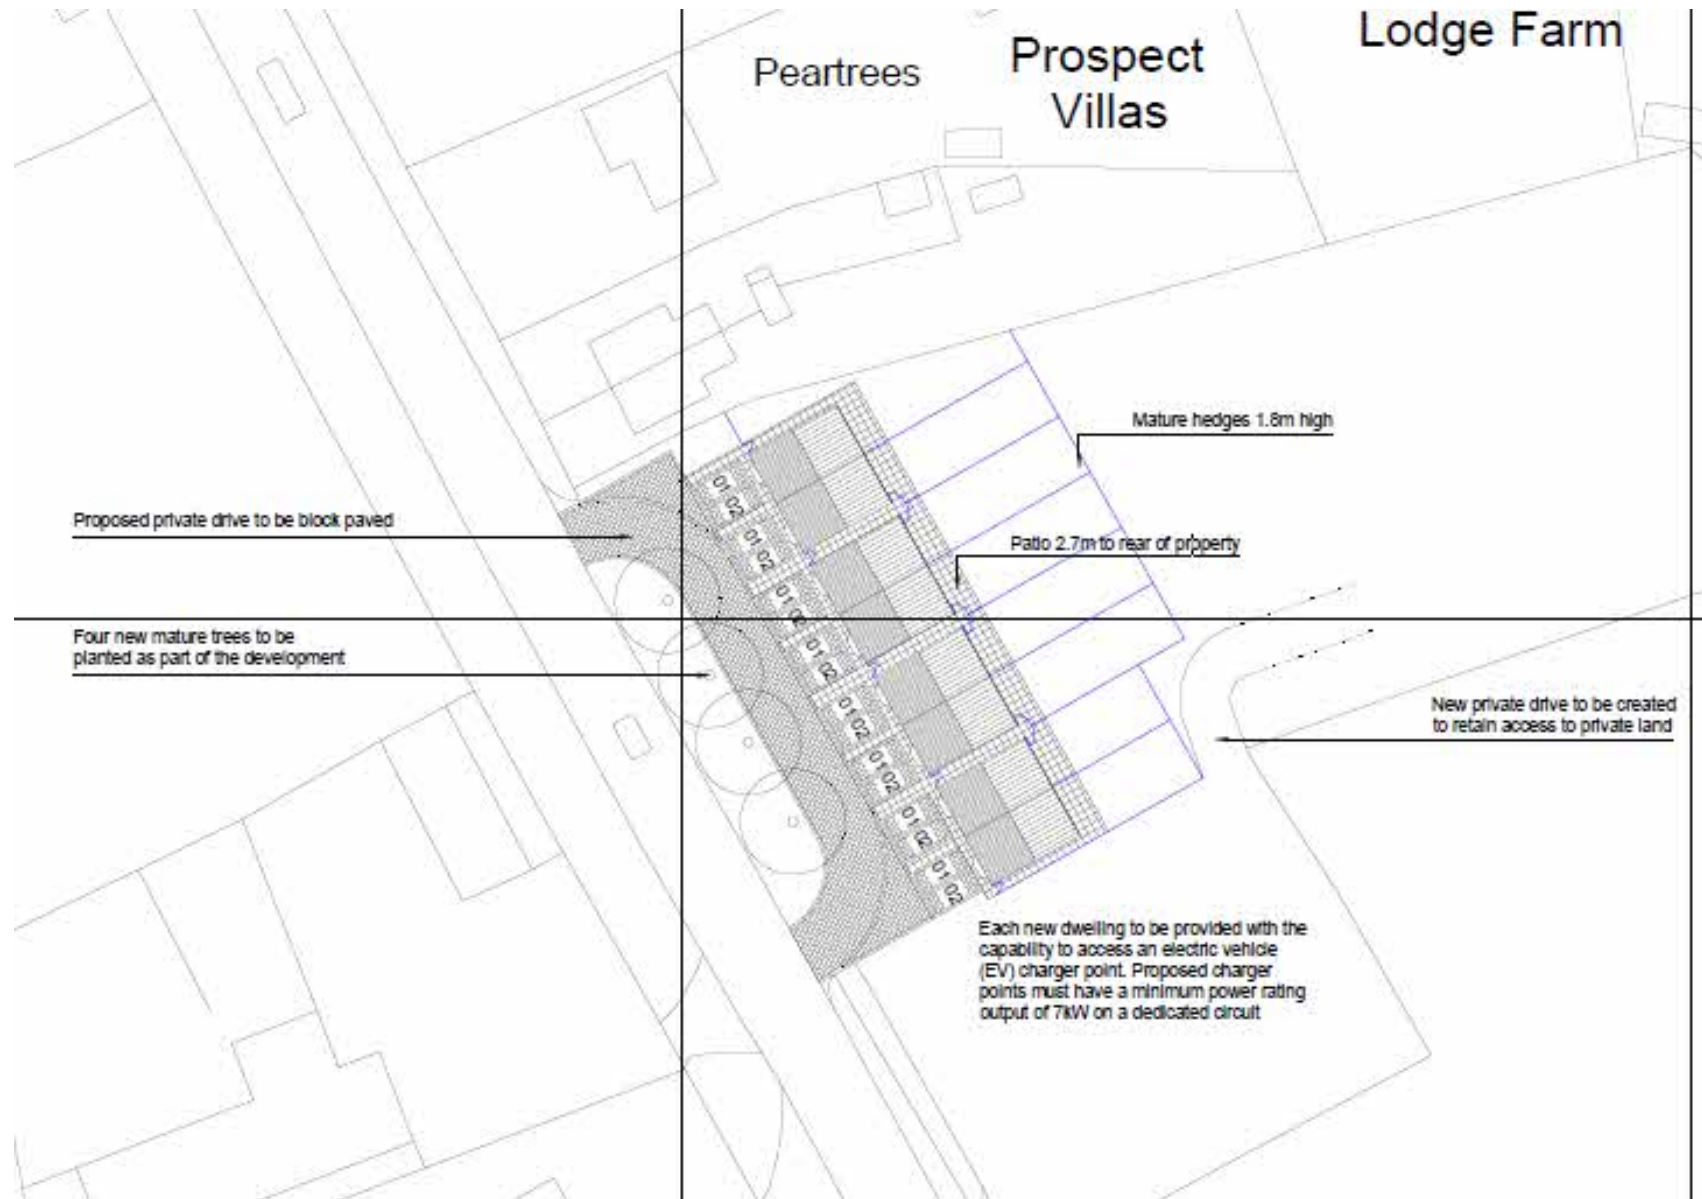 Peartrees
Prospect
Villas
Lodge Farm
Mature hedges 1.8m high
Proposed private drive to be block paved
Patio 2.7m to rear of property
Four new mature trees to be
planted as part of the development
New private drive to be created
to retain access to private land
01 02
01 02
01 02
01 02
01 02
01 02
01 02
01 02
Each new dwelling to be provided with the
capability to access an electric vehicle
(EV) charger point. Proposed charger
points must have a minimum power rating
output of 7kW on a dedicated circuit